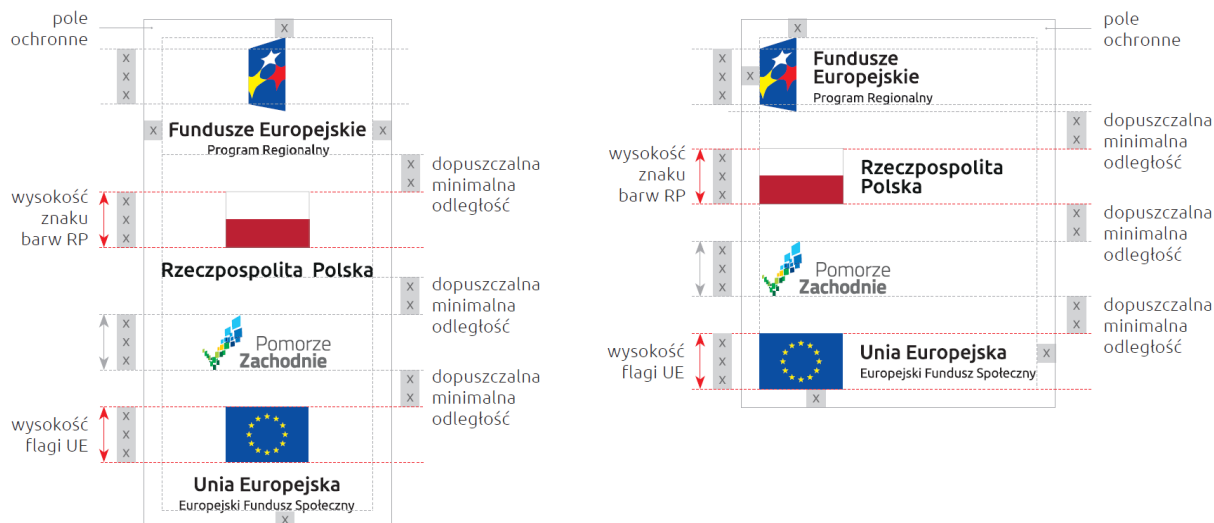 pole
ochronne
x
x
x
x
x
Fundusze Europejskie
x
Program Regionalny
x
x
dopuszczalna
minimalna
odległość
wysokość
znaku
barw RP
x
x
x
Rzeczpospolita Polska
x
x
dopuszczalna
minimalna
odległość
x
x
x
Pomorze
Zachodnie
x
x
dopuszczalna
minimalna
odległość
wysokość
flagi UE
x
x
x
Unia Europejska
Europejski Fundusz Społeczny
x
x
pole
ochronne
x
x
x
x
Fundusze
Europejskie
Program Regionalny
x
x
dopuszczalna
minimalna
odległość
wysokość
znaku
barw RP
x
x
x
Rzeczpospolita
Polska
x
x
dopuszczalna
minimalna
odległość
x
x
x
Pomorze
Zachodnie
x
x
dopuszczalna
minimalna
odległość
wysokość
flagi UE
x
x
x
Unia Europejska
Europejski Fundusz Społeczny
x
x